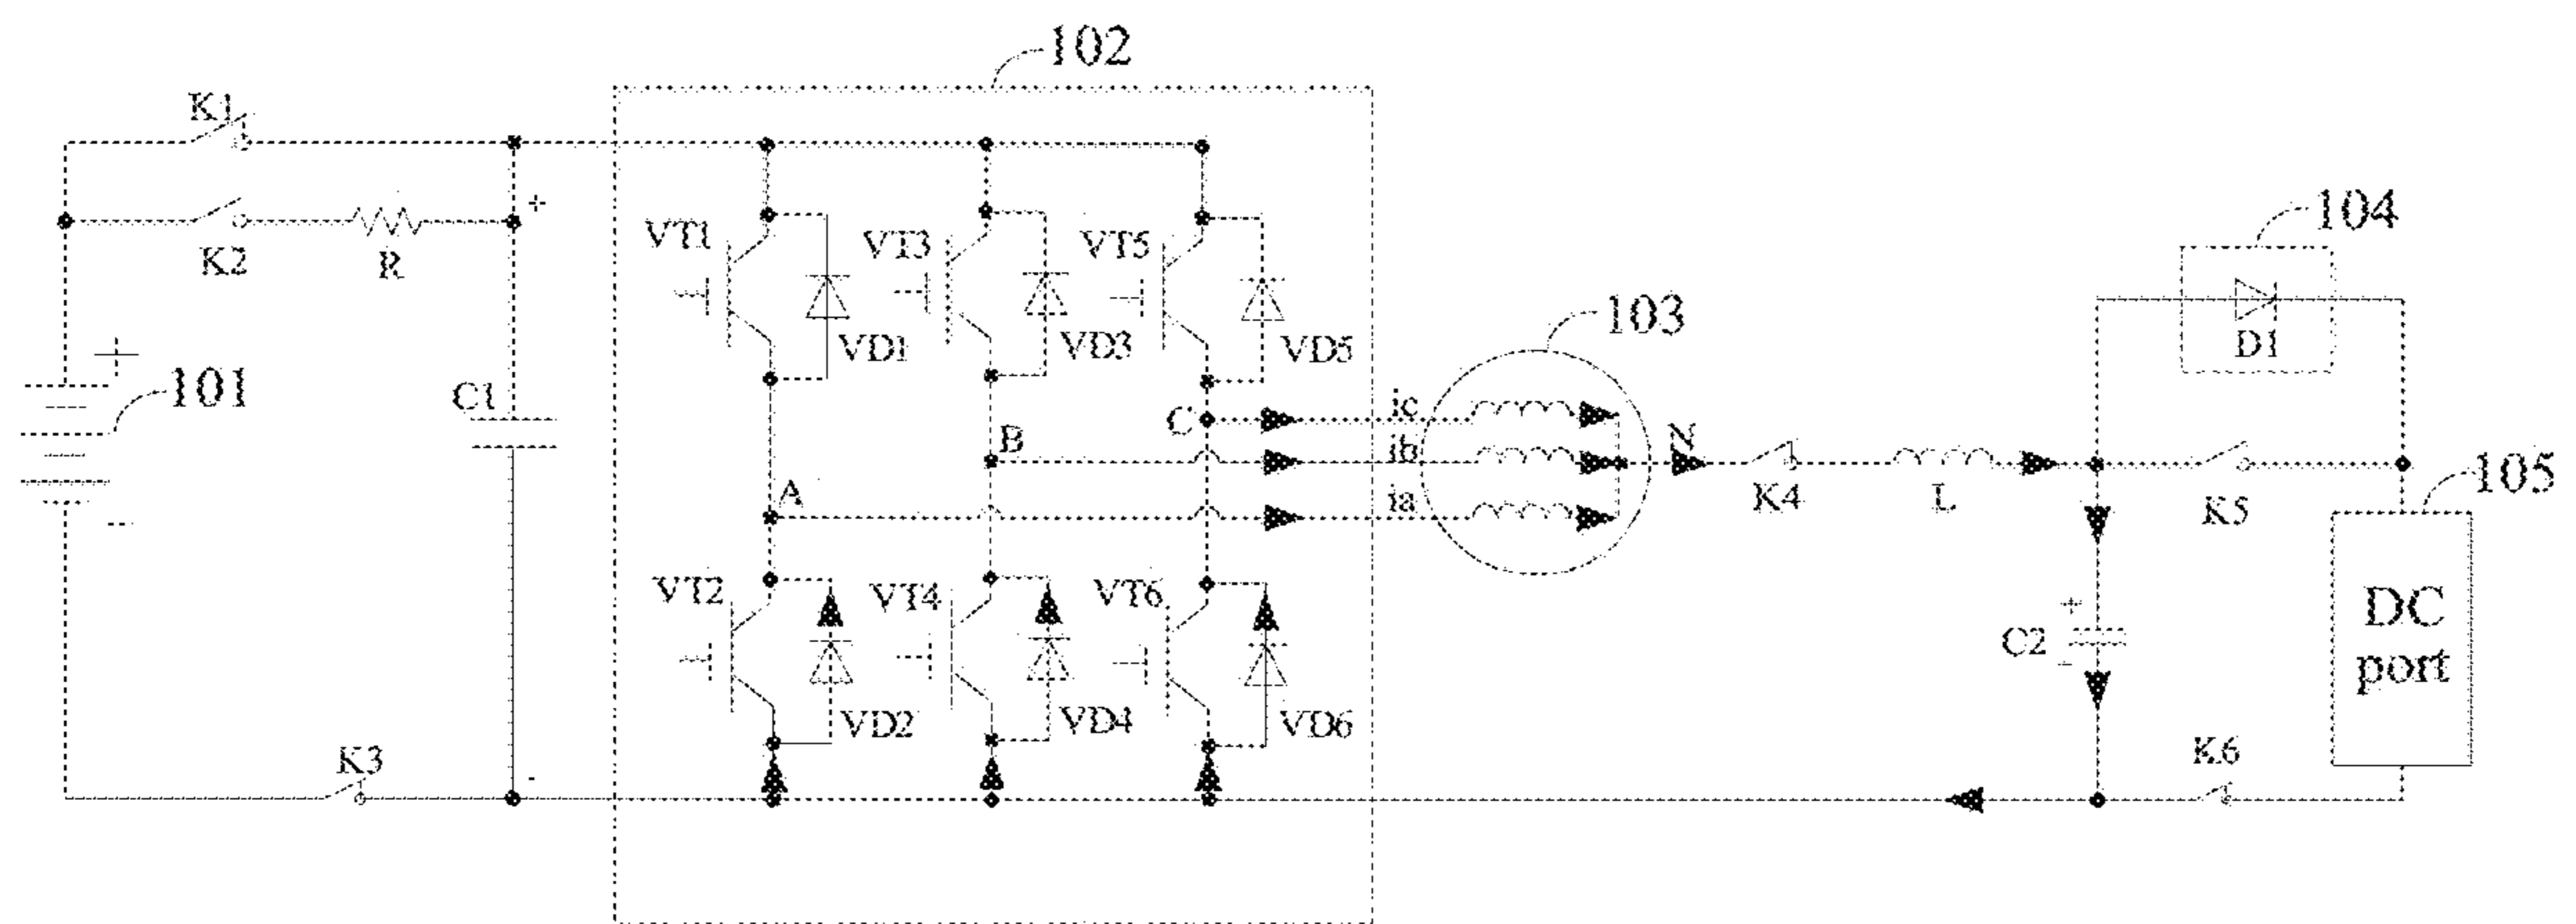 102
K1
+
104
VT1
VT3
VT5
K2
R
103
VD1
VD3
VD5
D1
+
101
C1
ic
C
B
ib
N
105
A
ia
K4
L
K5
-
VT2
VT4
VT6
+
DC
port
C2
-
VD2
VD4
VD6
K3
K6
-